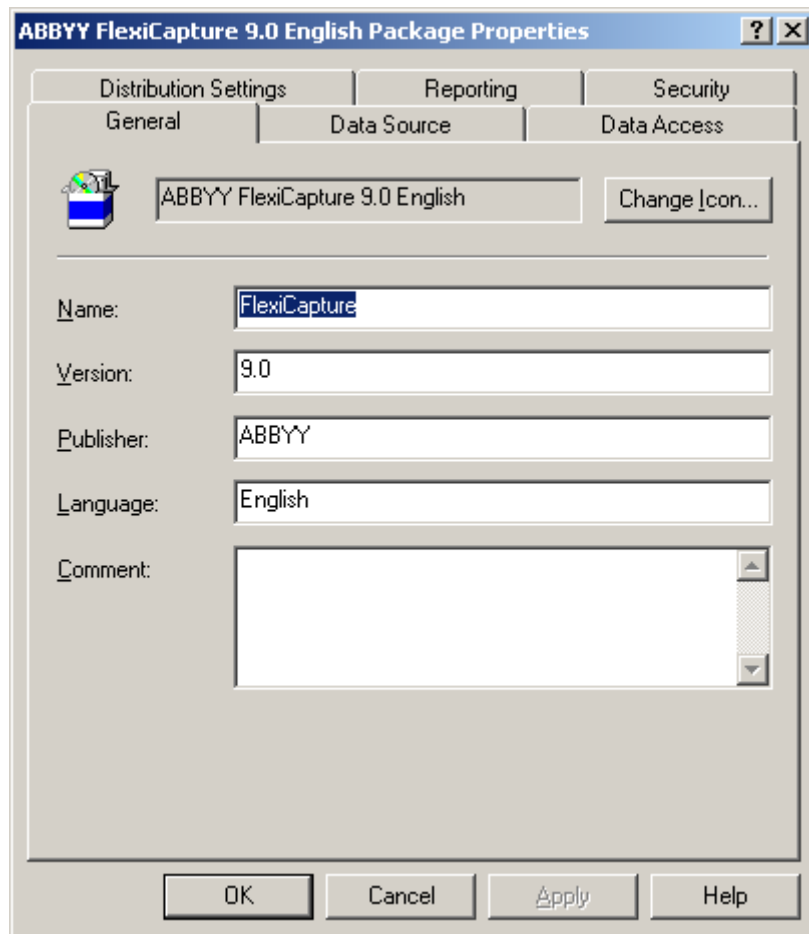 ABBYY FlexiCapture 9.0 English Package Properties
Distribution Settings Reporting Security
General Data Source Data Access
ABBYY FlexiCapture 9.0 English Change Icon...
Name: FlexiCapture
Version: 9.0
Publisher: ABBYY
Language: English
Comment:
OK Cancel Apply Help